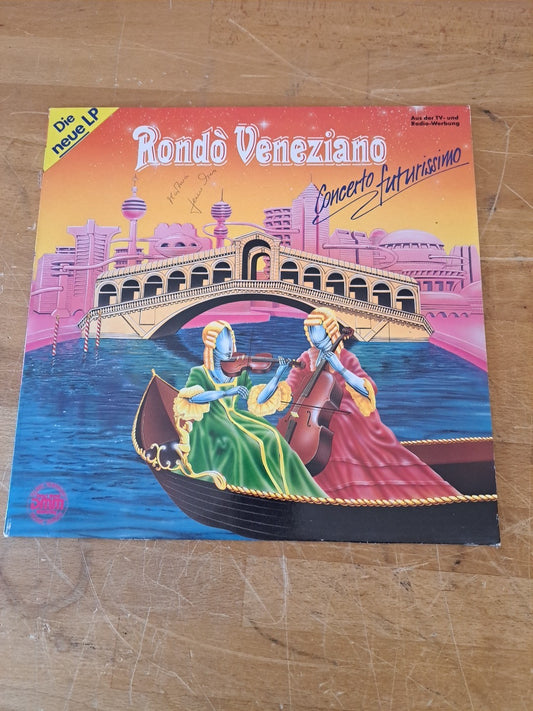 Die
neue LP
Aus der TV- und
Radio-Werbung
Rondò Veneziano
Concerto futurissimo